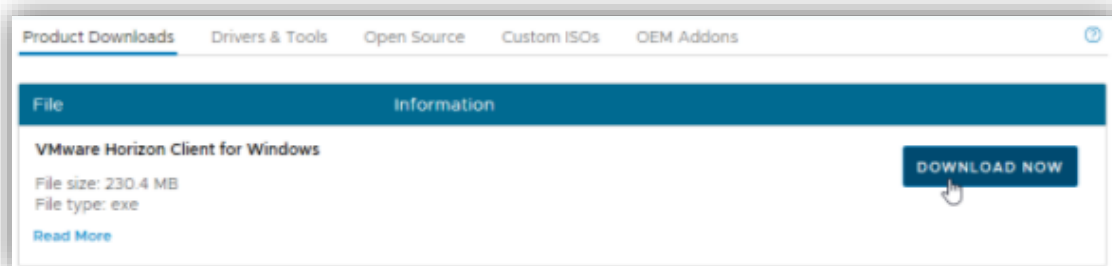 Product Downloads Drivers & Tools Open Source Custom ISOs OEM Addons ?
File Information
VMware Horizon Client for Windows
DOWNLOAD NOW
File size: 230.4 MB
File type: exe
Read More